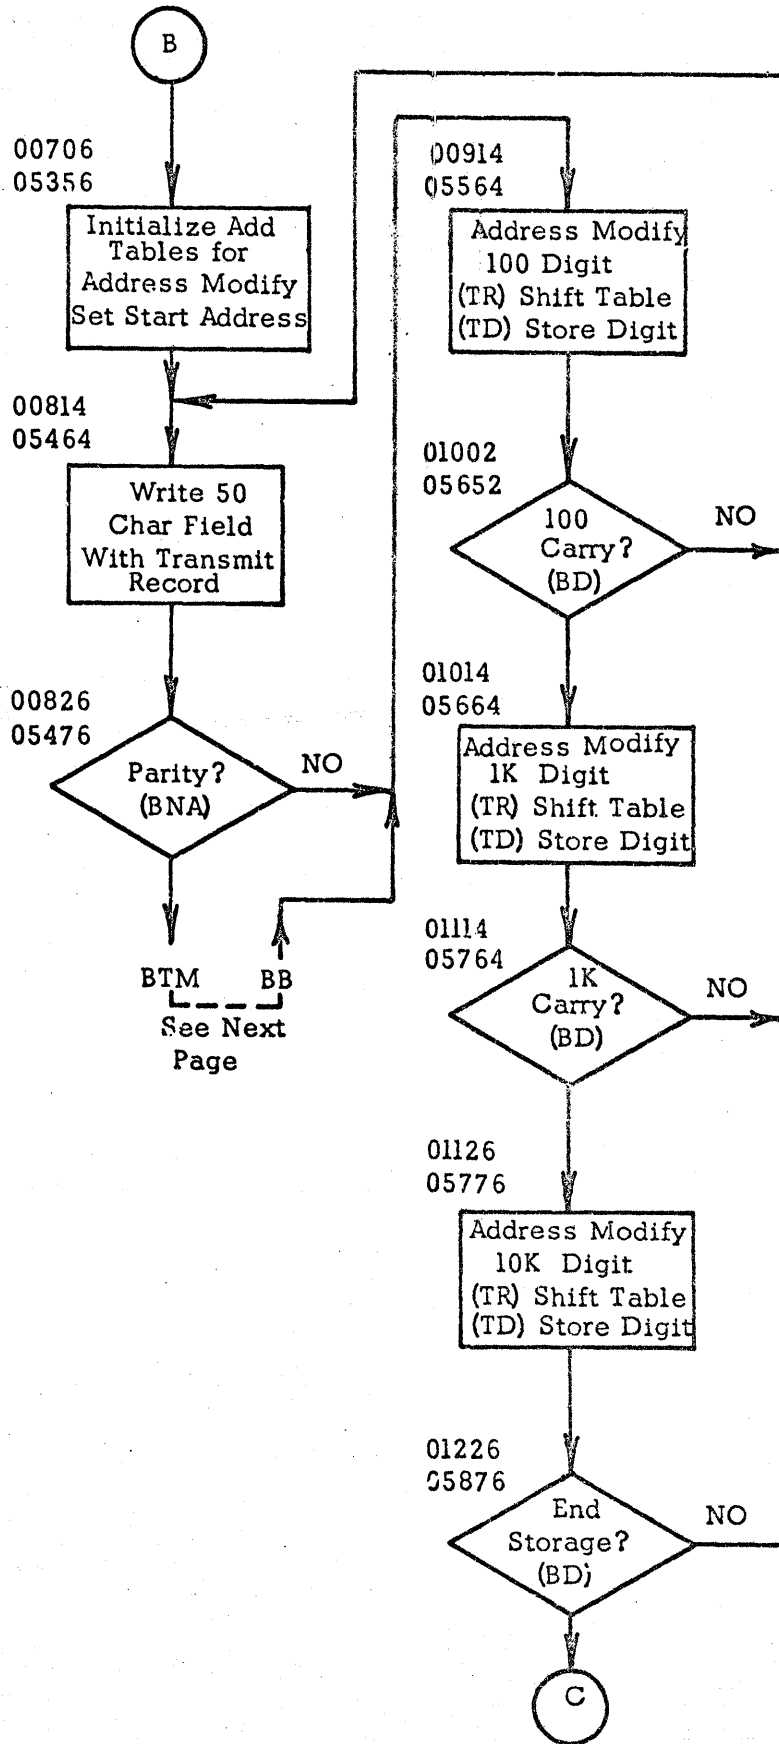 B
00706
05356
Initialize Add
Tables for
Address Modify
Set Start Address
00814
05464
Write 50
Char Field
With Transmit
Record
00826
05476
Parity?
(BNA)
NO
BTM
BB
See Next
Page
00914
05564
Address Modify
100 Digit
(TR) Shift Table
(TD) Store Digit
01002
05652
100
Carry?
(BD)
NO
01014
05664
Address Modify
1K Digit
(TR) Shift Table
(TD) Store Digit
01114
05764
1K
Carry?
(BD)
NO
01126
05776
Address Modify
10K Digit
(TR) Shift Table
(TD) Store Digit
01226
05876
End
Storage?
(BD)
NO
C